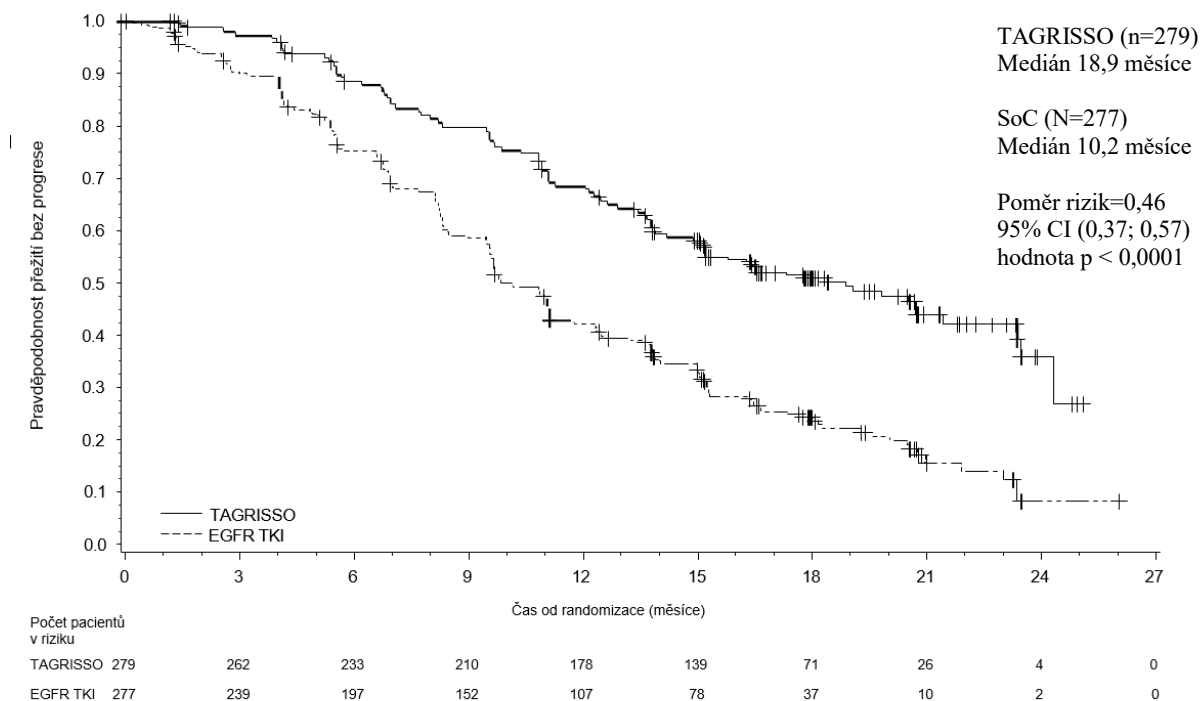 TAGRISSO (n=279)
Medián 18,9 měsíce
SoC (N=277)
Medián 10,2 měsíce
Poměr rizik=0,46
95% CI (0,37; 0,57)
hodnota p < 0,0001
Pravděpodobnost přežití bez progrese
1.0
0.9
0.8
0.7
0.6
0.5
0.4
0.3
0.2
0.1
0.0
TAGRISSO
EGFR TKI
0 3 6 9 12 15 18 21 24 27
Čas od randomizace (měsíce)
Počet pacientů
v riziku
TAGRISSO 279 262 233 210 178 139 71 26 4 0
EGFR TKI 277 239 197 152 107 78 37 10 2 0